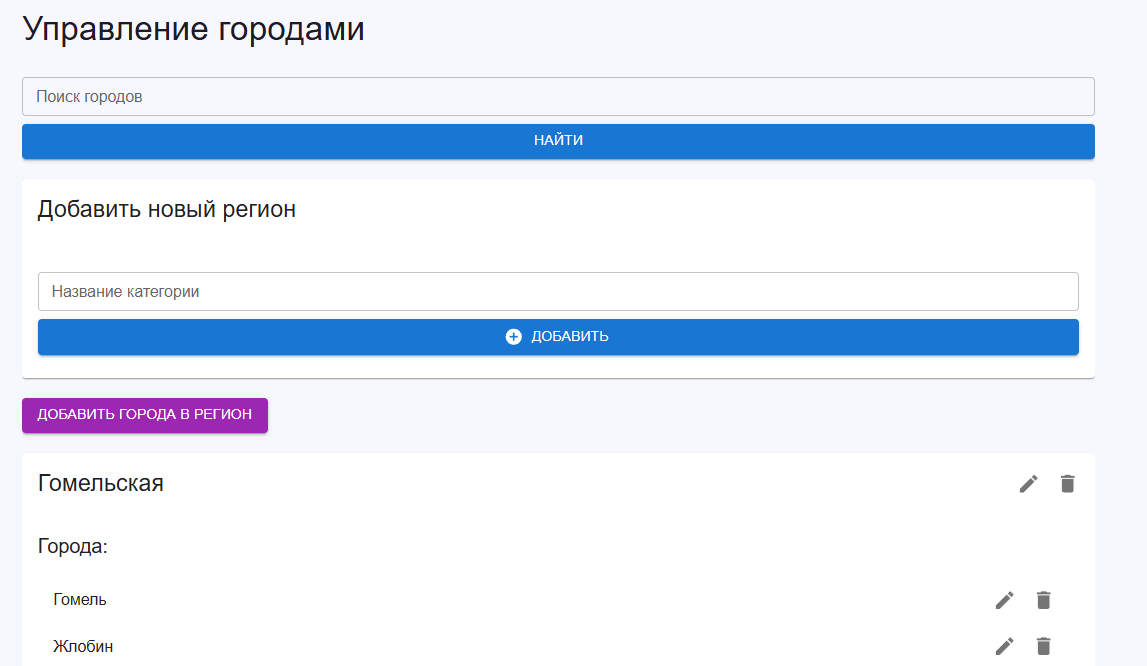 Управление городами
Поиск городов
НАЙТИ
Добавить новый регион
Название категории
ДОБАВИТЬ
ДОБАВИТЬ ГОРОДА В РЕГИОН
Гомельская
Города:
Гомель
Жлобин